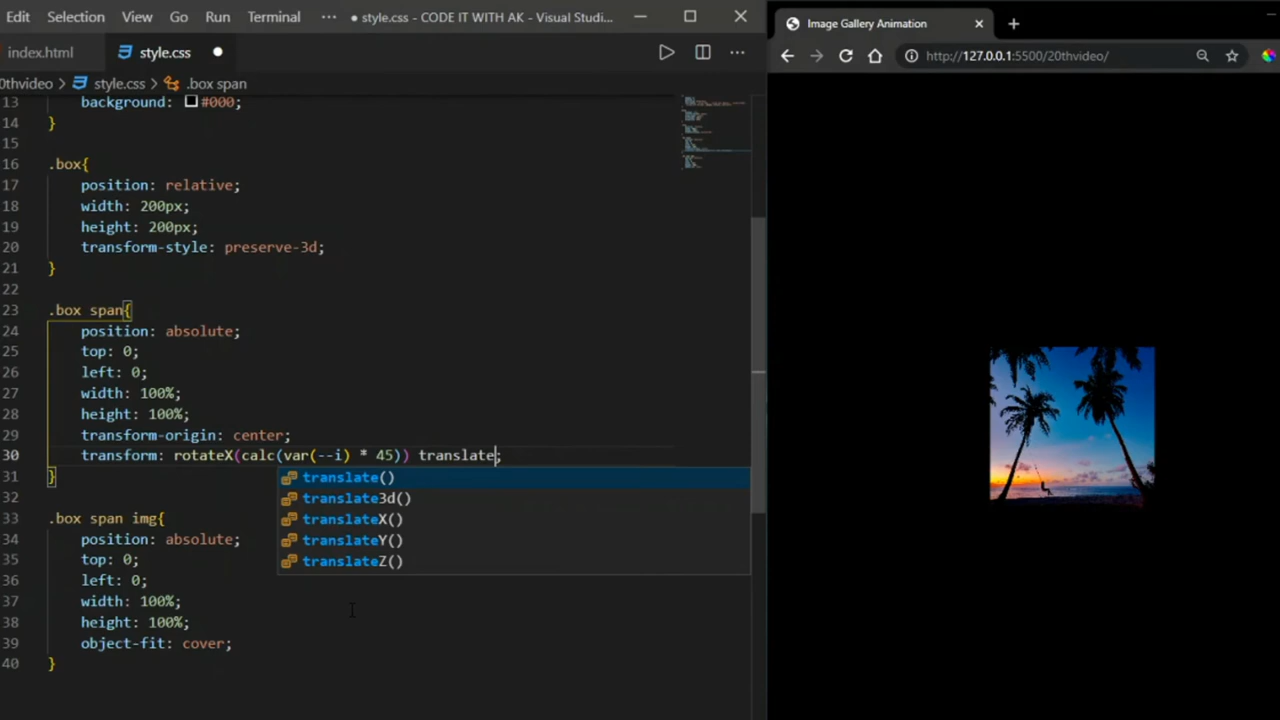 Edit Selection View Go Run Terminal ··· ● style.css - CODE IT WITH AK - Visual Studi...
index.html style.css ●
0thvideo > style.css > .box span
13 background: #000;
14 }
15
16 .box{
17 position: relative;
18 width: 200px;
19 height: 200px;
20 transform-style: preserve-3d;
21 }
22
23 .box span{
24 position: absolute;
25 top: 0;
26 left: 0;
27 width: 100%;
28 height: 100%;
29 transform-origin: center;
30 transform: rotateX(calc(var(--i) * 45)) translate;
31 }
translate()
translate3d()
translateX()
translateY()
translateZ()
32
33 .box span img{
34 position: absolute;
35 top: 0;
36 left: 0;
37 width: 100%;
38 height: 100%;
39 object-fit: cover;
40 }
Image Gallery Animation
http://127.0.0.1:5500/20thvideo/